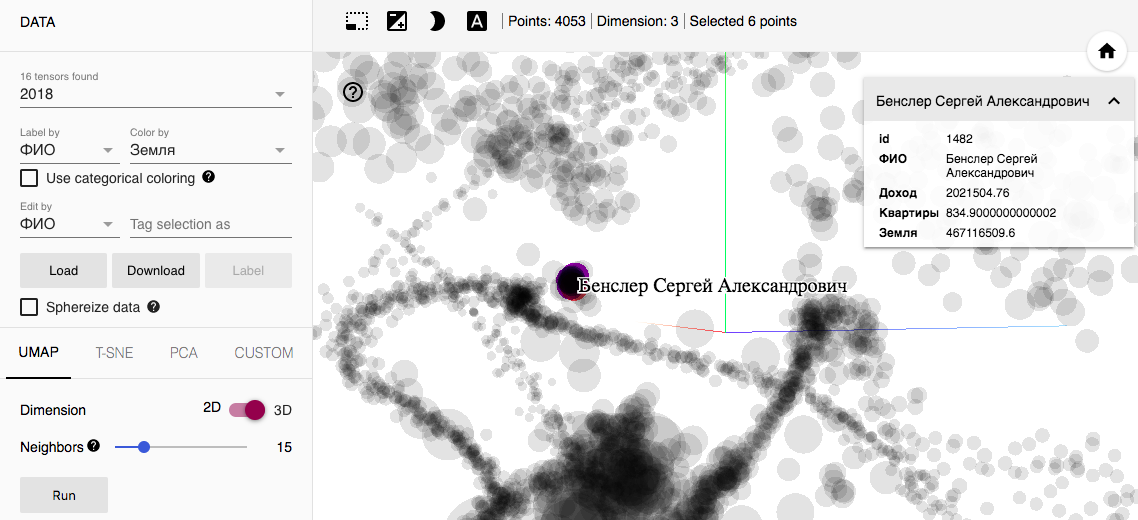 DATA
Points: 4053 | Dimension: 3 | Selected 6 points
16 tensors found
2018
Label by
ФИО
Color by
Земля
Use categorical coloring
Edit by
ФИО
Tag selection as
Load
Download
Label
Sphereize data
UMAP
T-SNE
PCA
CUSTOM
Dimension
2D
3D
Neighbors
15
Run
A
Бенслер Сергей Александрович
Бенслер Сергей Александрович
id 1482
ФИО Бенслер Сергей
Александрович
Доход 2021504.76
Квартиры 834.9000000000002
Земля 467116509.6